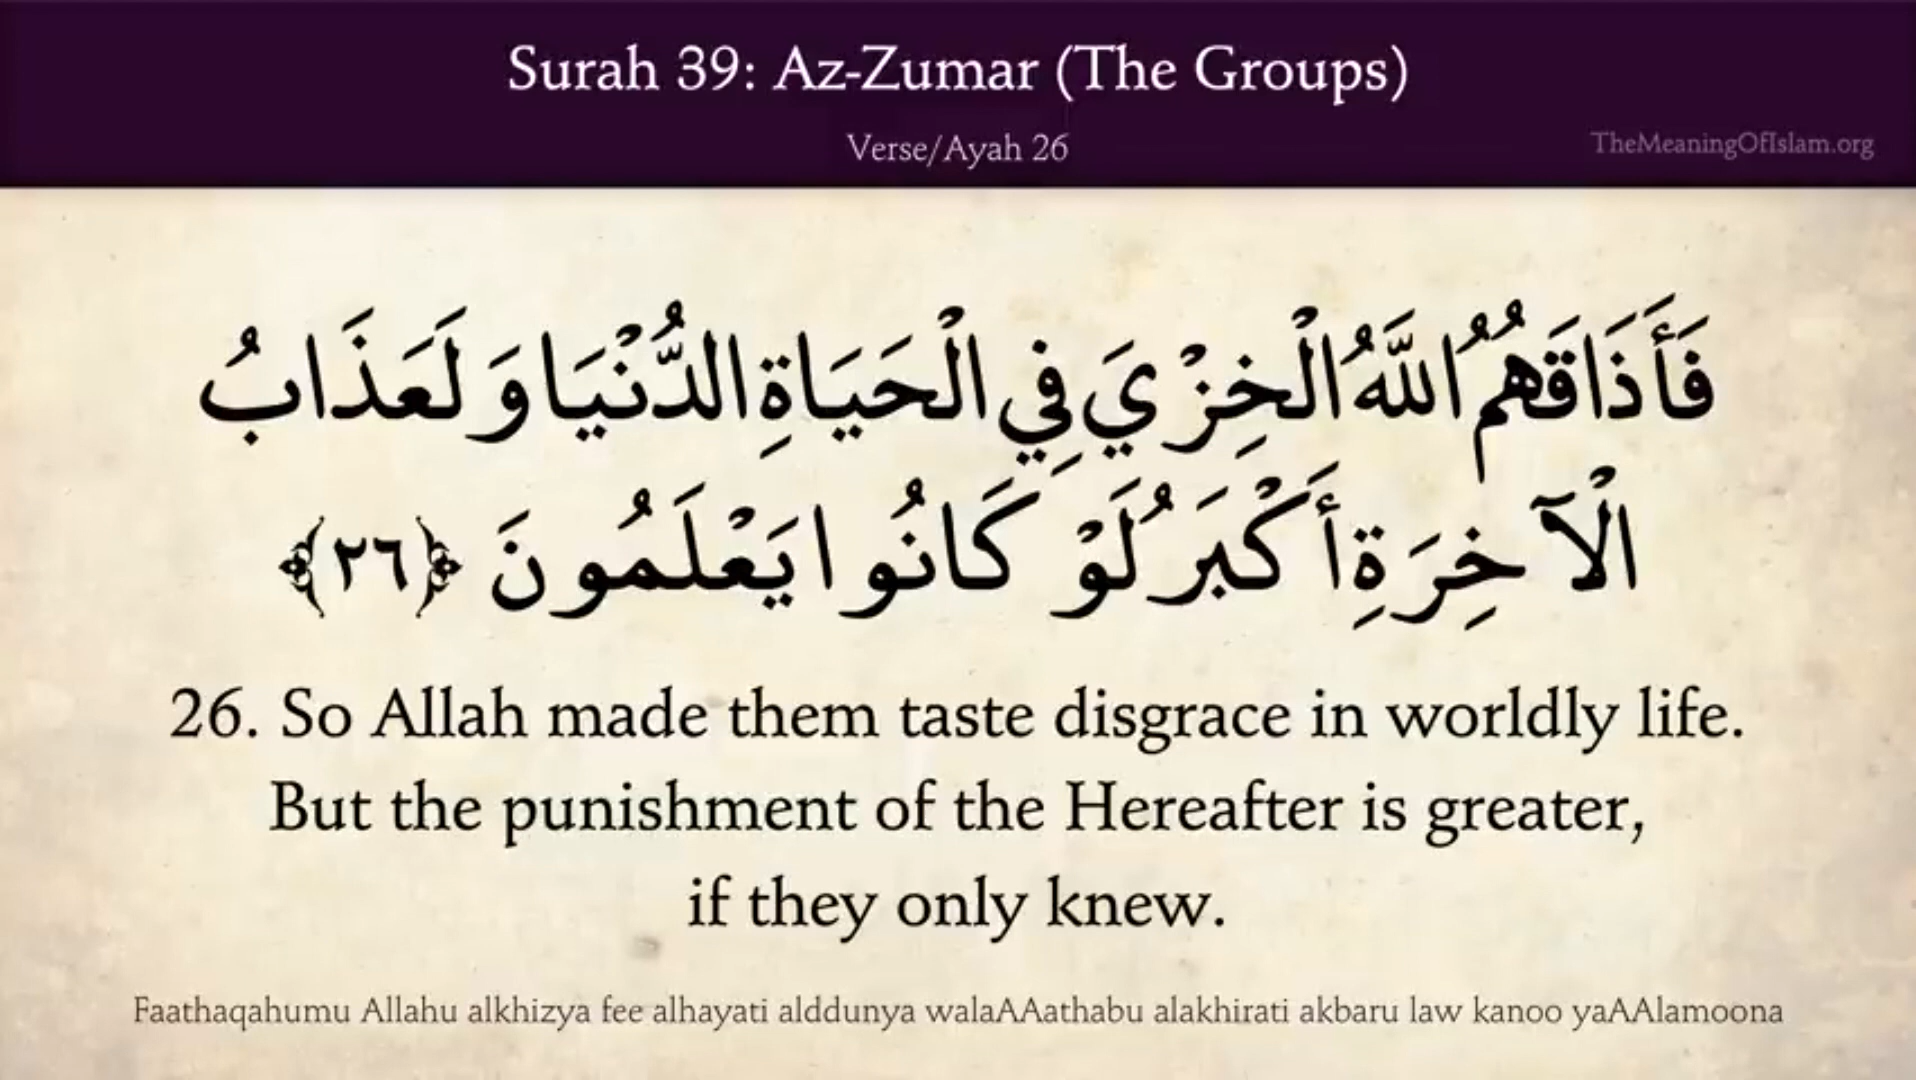 Surah 39: Az-Zumar (The Groups)
Verse/Ayah 26
TheMeaningOfIslam.org
فَأَذَاقَهُمُ اللَّهُ الْخِزْيَ فِي الْحَيَاةِ الدُّنْيَا وَلَعَذَابُ
الْآخِرَةِ أَكْبَرُ لَوْ كَانُوا يَعْلَمُونَ ﴿٢٦﴾
26. So Allah made them taste disgrace in worldly life.
But the punishment of the Hereafter is greater,
if they only knew.
Faathaqahumu Allahu alkhizya fee alhayati alddunya walaAAathabu alakhirati akbaru law kanoo yaAAlamoona